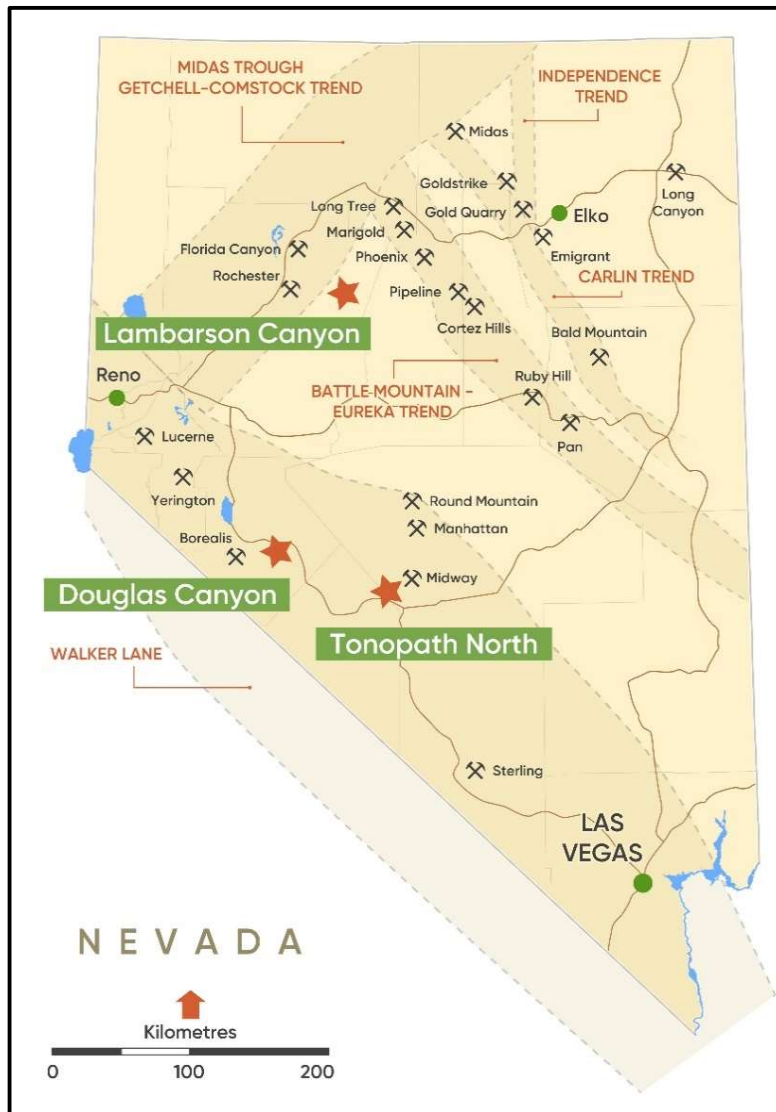 MIDAS TROUGH
GETCHELL-COMSTOCK TREND
INDEPENDENCE
TREND
Midas
Goldstrike
Long
Canyon
Lang Tree
Gold Quarry
Elko
Marigold
Florida Canyon
Phoenix
Emigrant
Rochester
Pipeline
CARLIN TREND
Cortez Hills
Lambarson Canyon
Bald Mountain
Reno
Ruby Hill
BATTLE MOUNTAIN -
EUREKA TREND
Lucerne
Pan
Yerington
Round Mountain
Manhattan
Borealis
Midway
Douglas Canyon
Tonopath North
WALKER LANE
Sterling
LAS
VEGAS
NEVADA
Kilometres
0 100 200